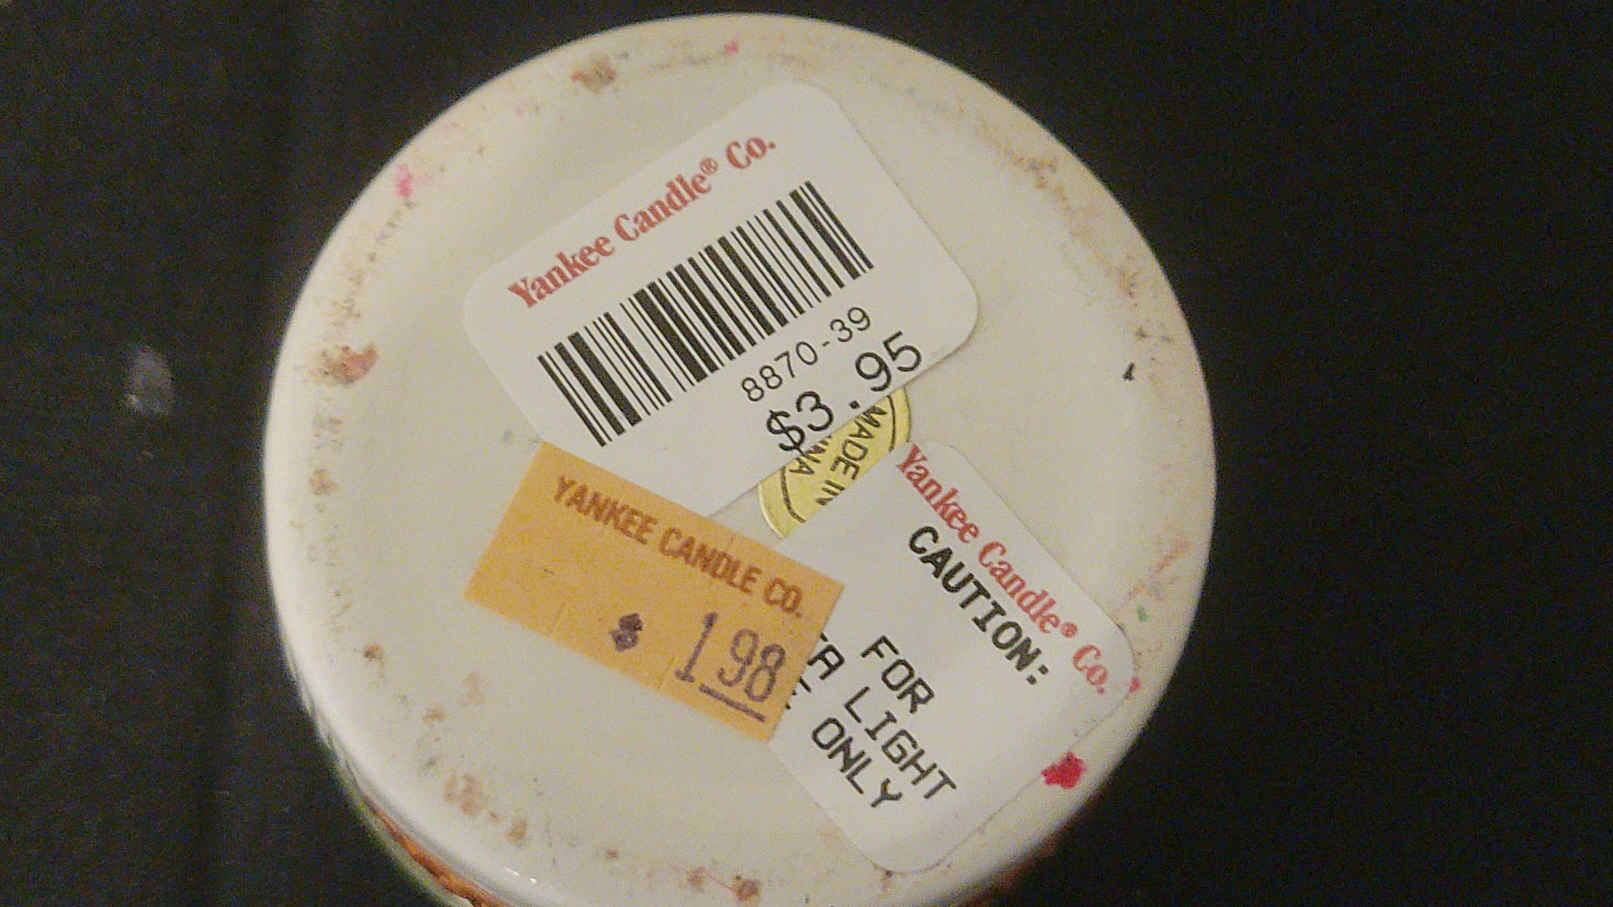 Yankee Candle® Co.
8870-39
$3.95
MADE IN
YANKEE CANDLE CO.
$ 1.98
Yankee Candle® Co.
CAUTION:
FOR
LIGHT
ONLY